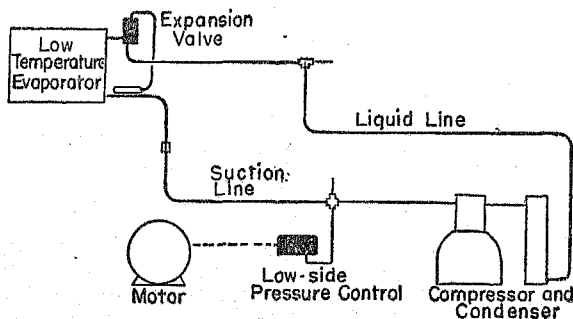 Expansion
Valve
Low
Temperature
Evaporator
Liquid Line
Suction
Line
Motor
Low-side
Pressure Control
Compressor and
Condenser